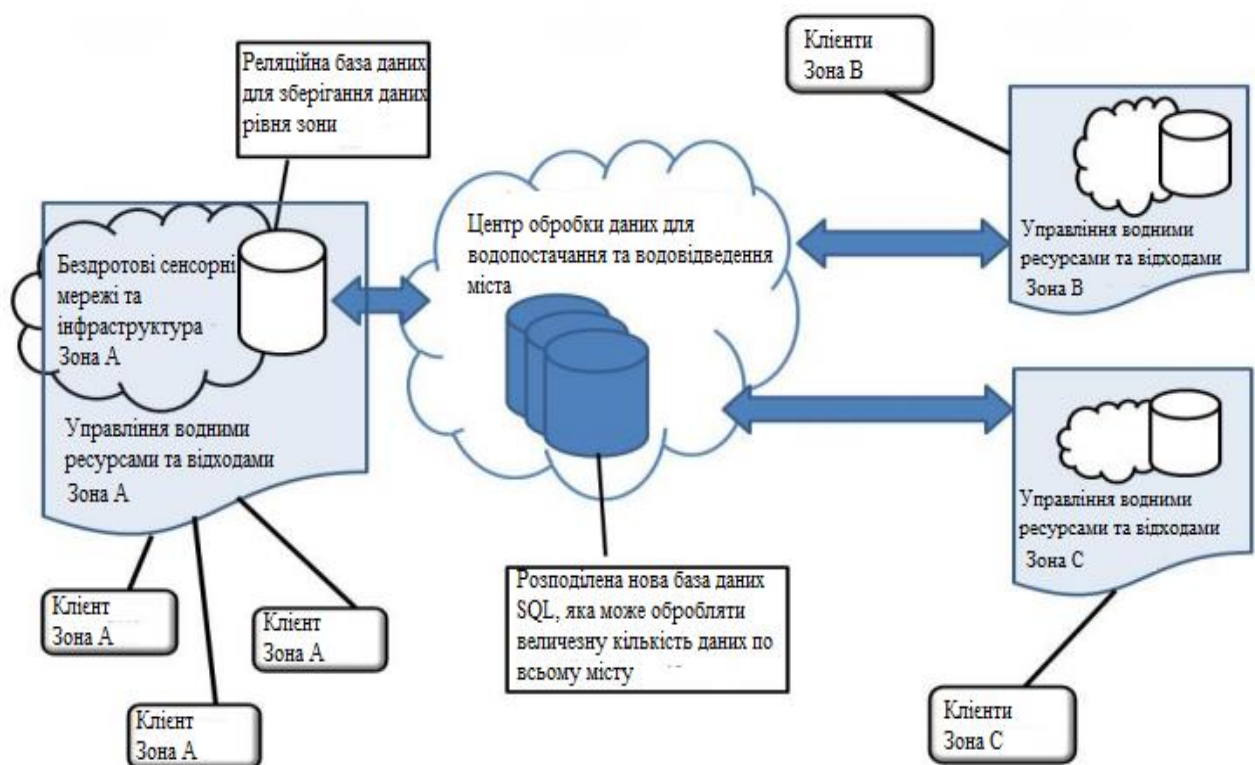 Реляційна база даних
для зберігання даних
рівня зони
Клієнти
Зона В
Бездротові сенсорні
мережі та
інфраструктура
Зона А
Управління водними
ресурсами та відходами
Зона А
Центр обробки даних для
водопостачання та водовідведення
міста
Управління водними
ресурсами та відходами
Зона В
Управління водними
ресурсами та відходами
Зона С
Розподілена нова база даних
SQL, яка може обробляти
величезну кількість даних по
всьому місту
Клієнт
Зона А
Клієнт
Зона А
Клієнт
Зона А
Клієнти
Зона С